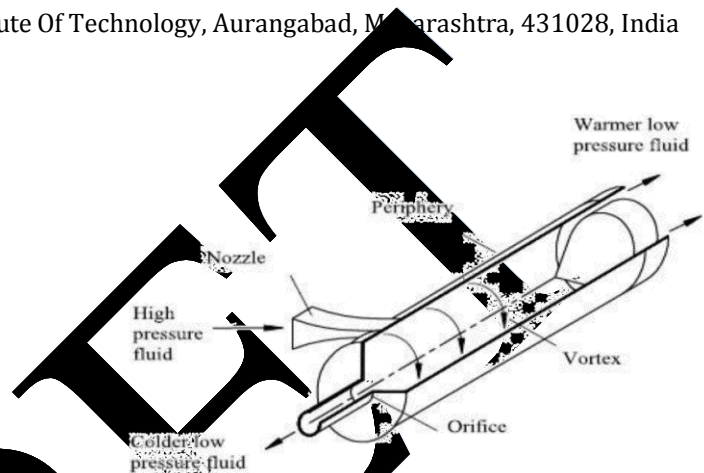 ute Of Technology, Aurangabad, M arashtra, 431028, India
Warmer low
pressure fluid
Periphery
Nozzle
High
pressure
fluid
Vortex
Orifice
Colder low
pressure fluid